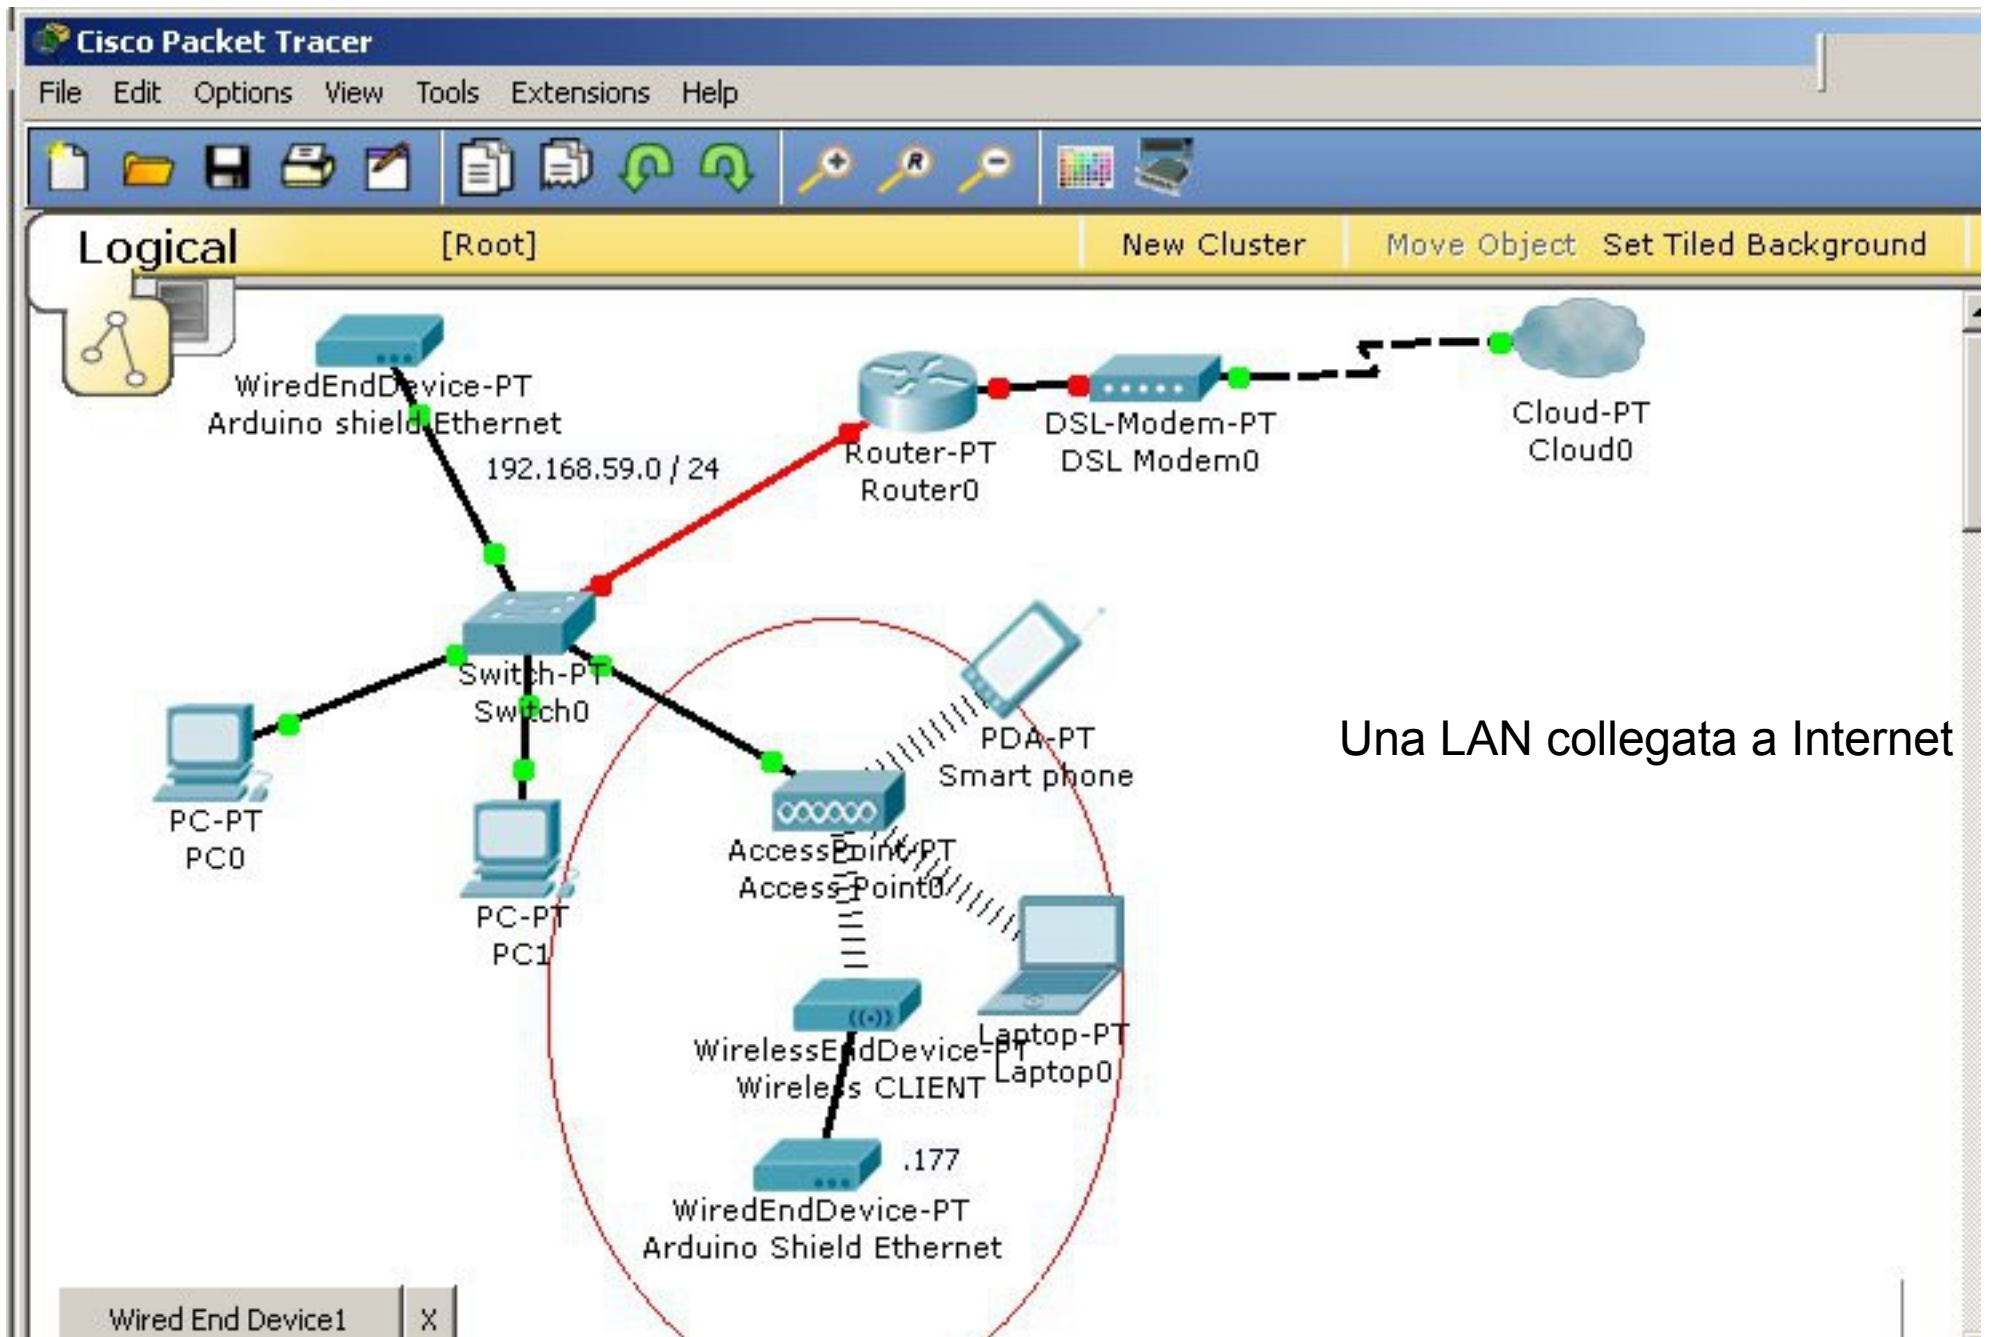 Cisco Packet Tracer
File Edit Options View Tools Extensions Help
R
Logical [Root] New Cluster Move Object Set Tiled Background
WiredEndDevice-PT
Arduino shield Ethernet
192.168.59.0 / 24
Router-PT
Router0
DSL-Modem-PT
DSL Modem0
Cloud-PT
Cloud0
Switch-PT
Switch0
PDA-PT
Smart phone
Una LAN collegata a Internet
PC-PT
PC0
PC-PT
PC1
AccessPoint-PT
Access Point0
WirelessEndDevice-PT
Wireless CLIENT
Laptop-PT
Laptop0
.177
WiredEndDevice-PT
Arduino Shield Ethernet
Wired End Device1 X